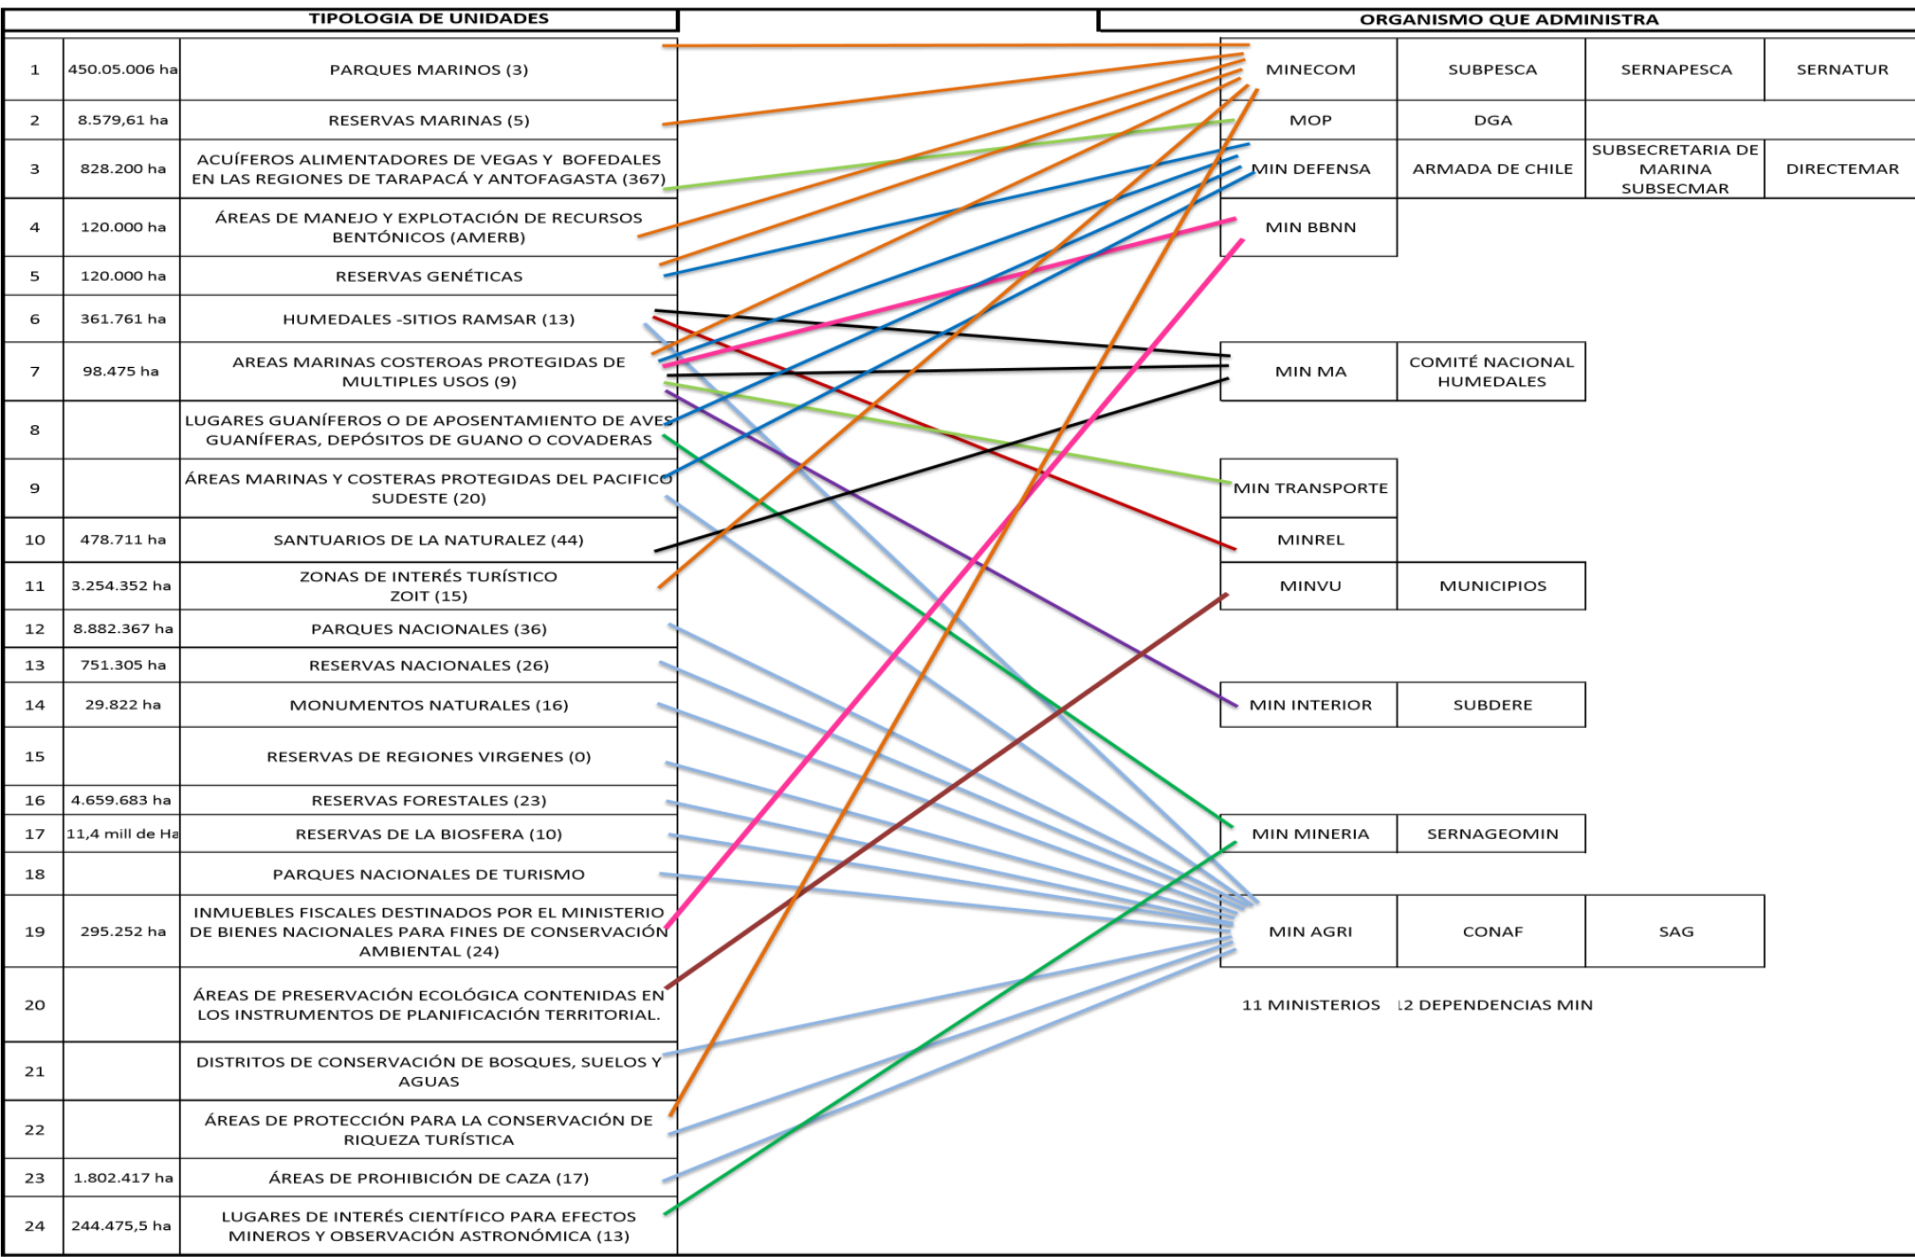 TIPOLOGIA DE UNIDADES
ORGANISMO QUE ADMINISTRA
1 450.05.006 ha PARQUES MARINOS (3)
2 8.579,61 ha RESERVAS MARINAS (5)
3 828.200 ha ACUÍFEROS ALIMENTADORES DE VEGAS Y BOFEDALES
EN LAS REGIONES DE TARAPACÁ Y ANTOFAGASTA (367)
4 120.000 ha ÁREAS DE MANEJO Y EXPLOTACIÓN DE RECURSOS
BENTÓNICOS (AMERB)
5 120.000 ha RESERVAS GENÉTICAS
6 361.761 ha HUMEDALES -SITIOS RAMSAR (13)
7 98.475 ha AREAS MARINAS COSTEROAS PROTEGIDAS DE
MULTIPLES USOS (9)
8 LUGARES GUANÍFEROS O DE APOSENTAMIENTO DE AVES
GUANÍFERAS, DEPÓSITOS DE GUANO O COVADERAS
9 ÁREAS MARINAS Y COSTERAS PROTEGIDAS DEL PACIFICO
SUDESTE (20)
10 478.711 ha SANTUARIOS DE LA NATURALEZ (44)
11 3.254.352 ha ZONAS DE INTERÉS TURÍSTICO
ZOIT (15)
12 8.882.367 ha PARQUES NACIONALES (36)
13 751.305 ha RESERVAS NACIONALES (26)
14 29.822 ha MONUMENTOS NATURALES (16)
15 RESERVAS DE REGIONES VIRGENES (0)
16 4.659.683 ha RESERVAS FORESTALES (23)
17 11,4 mill de Ha RESERVAS DE LA BIOSFERA (10)
18 PARQUES NACIONALES DE TURISMO
19 295.252 ha INMUEBLES FISCALES DESTINADOS POR EL MINISTERIO
DE BIENES NACIONALES PARA FINES DE CONSERVACIÓN
AMBIENTAL (24)
20 ÁREAS DE PRESERVACIÓN ECOLÓGICA CONTENIDAS EN
LOS INSTRUMENTOS DE PLANIFICACIÓN TERRITORIAL.
21 DISTRITOS DE CONSERVACIÓN DE BOSQUES, SUELOS Y
AGUAS
22 ÁREAS DE PROTECCIÓN PARA LA CONSERVACIÓN DE
RIQUEZA TURÍSTICA
23 1.802.417 ha ÁREAS DE PROHIBICIÓN DE CAZA (17)
24 244.475,5 ha LUGARES DE INTERÉS CIENTÍFICO PARA EFECTOS
MINEROS Y OBSERVACIÓN ASTRONÓMICA (13)
MINECOM SUBPESCA SERNAPESCA SERNATUR
MOP DGA
MIN DEFENSA ARMADA DE CHILE SUBSECRETARIA DE
MARINA
SUBSECMAR DIRECTEMAR
MIN BBNN
MIN MA COMITÉ NACIONAL
HUMEDALES
MIN TRANSPORTE
MINREL
MINVU MUNICIPIOS
MIN INTERIOR SUBDERE
MIN MINERIA SERNAGEOMIN
MIN AGRI CONAF SAG
11 MINISTERIOS 12 DEPENDENCIAS MIN